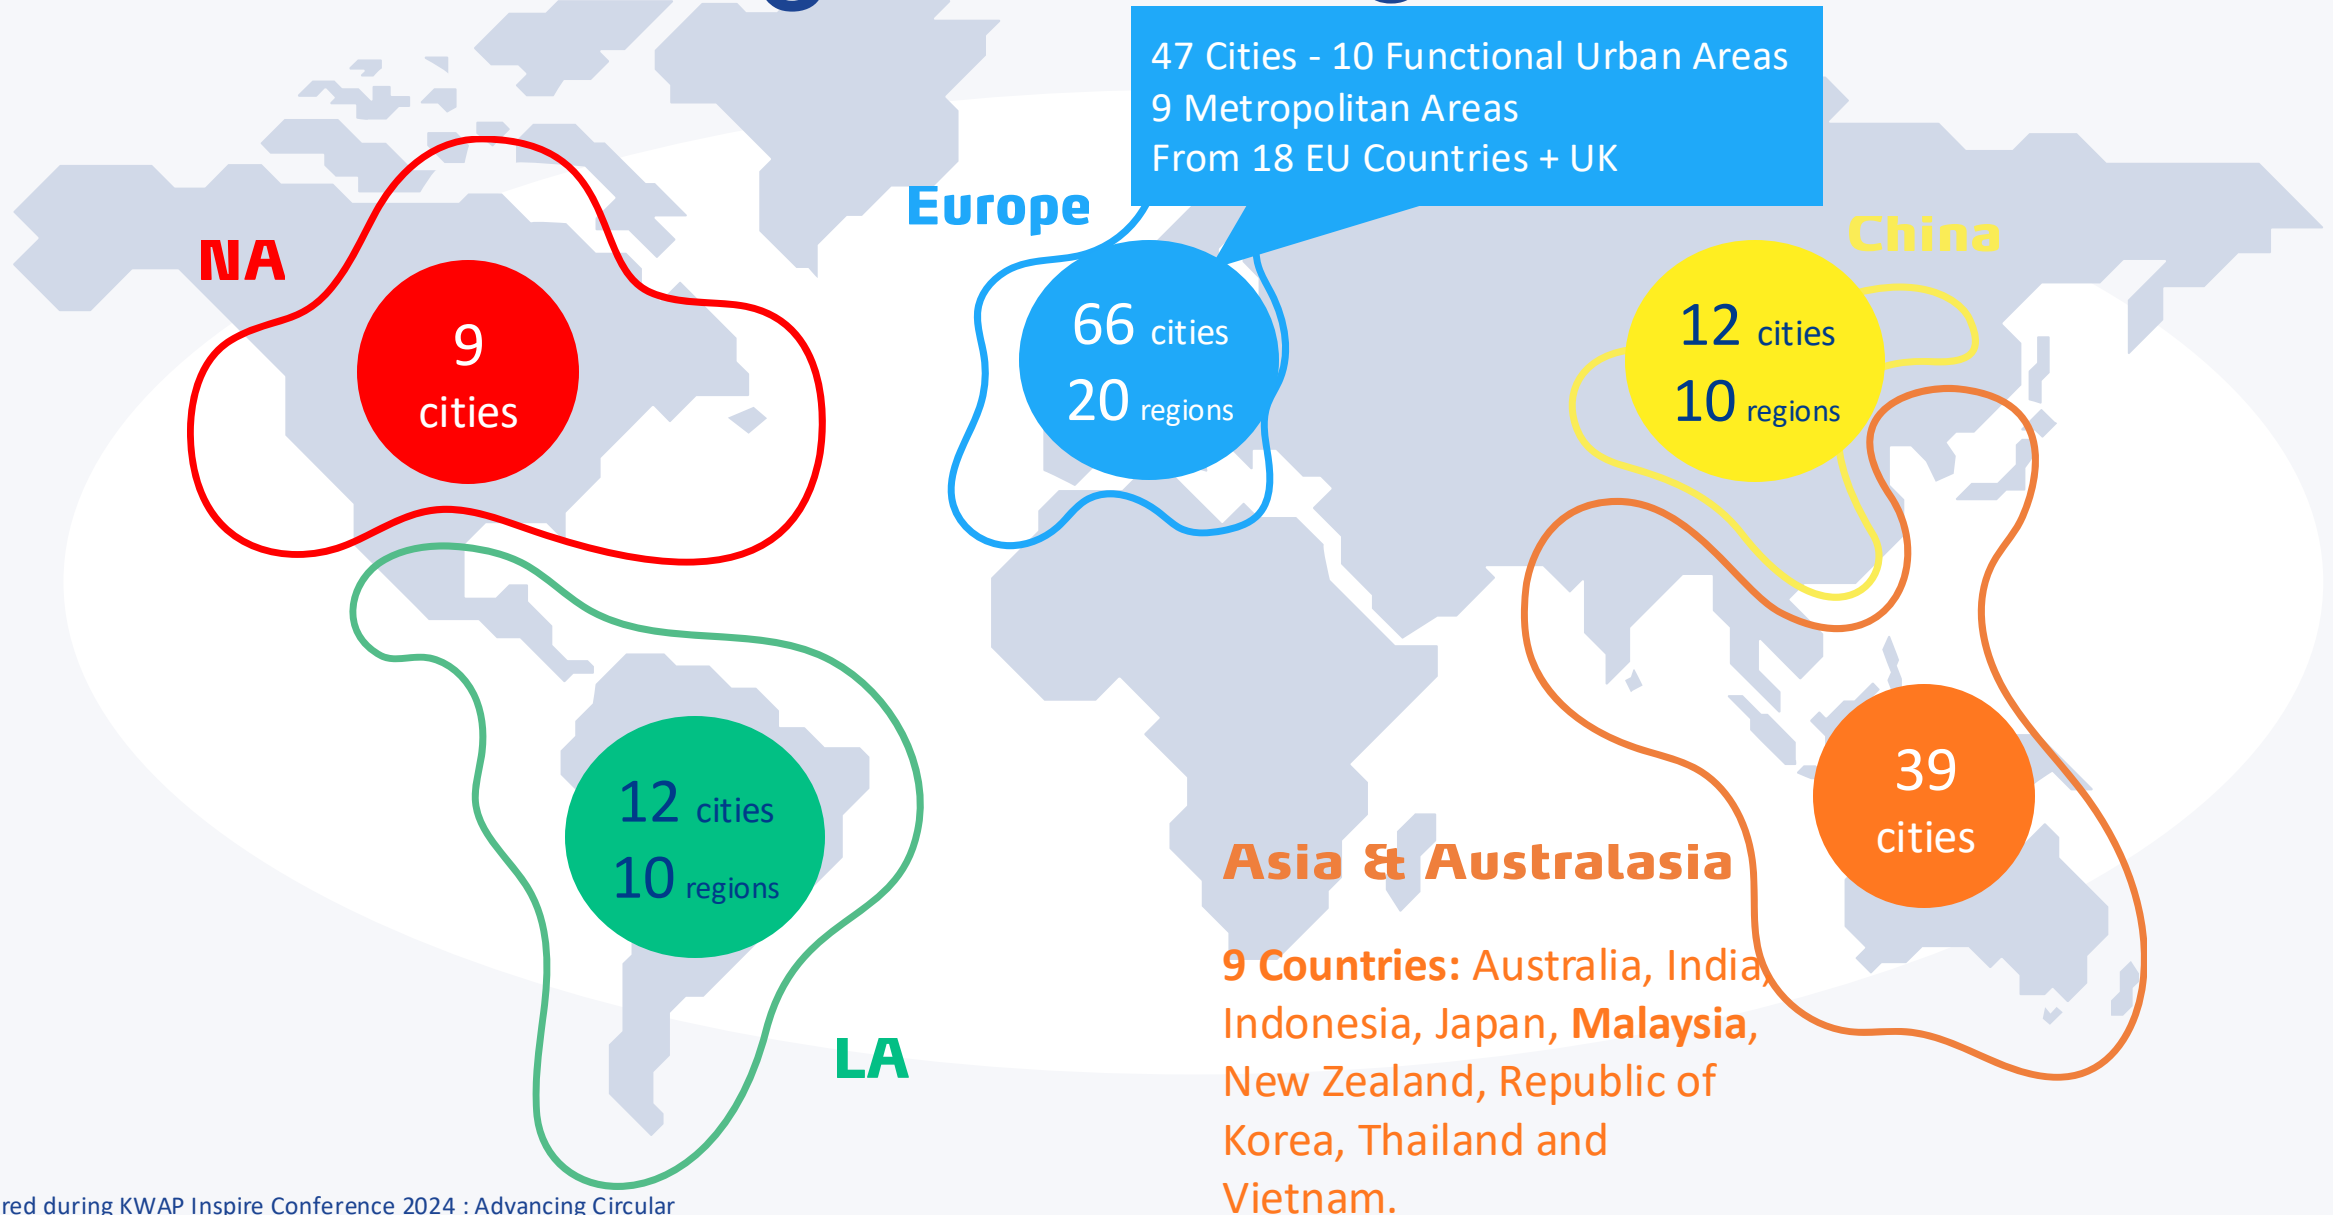 47 Cities - 10 Functional Urban Areas
9 Metropolitan Areas
From 18 EU Countries + UK
Europe
NA
China
9
cities
66 cities
20 regions
12 cities
10 regions
12 cities
10 regions
39
cities
Asia & Australasia
9 Countries: Australia, India,
Indonesia, Japan, Malaysia,
New Zealand, Republic of
Korea, Thailand and
Vietnam.
LA
during KWAP Inspire Conference 2024 : Advancing Circular